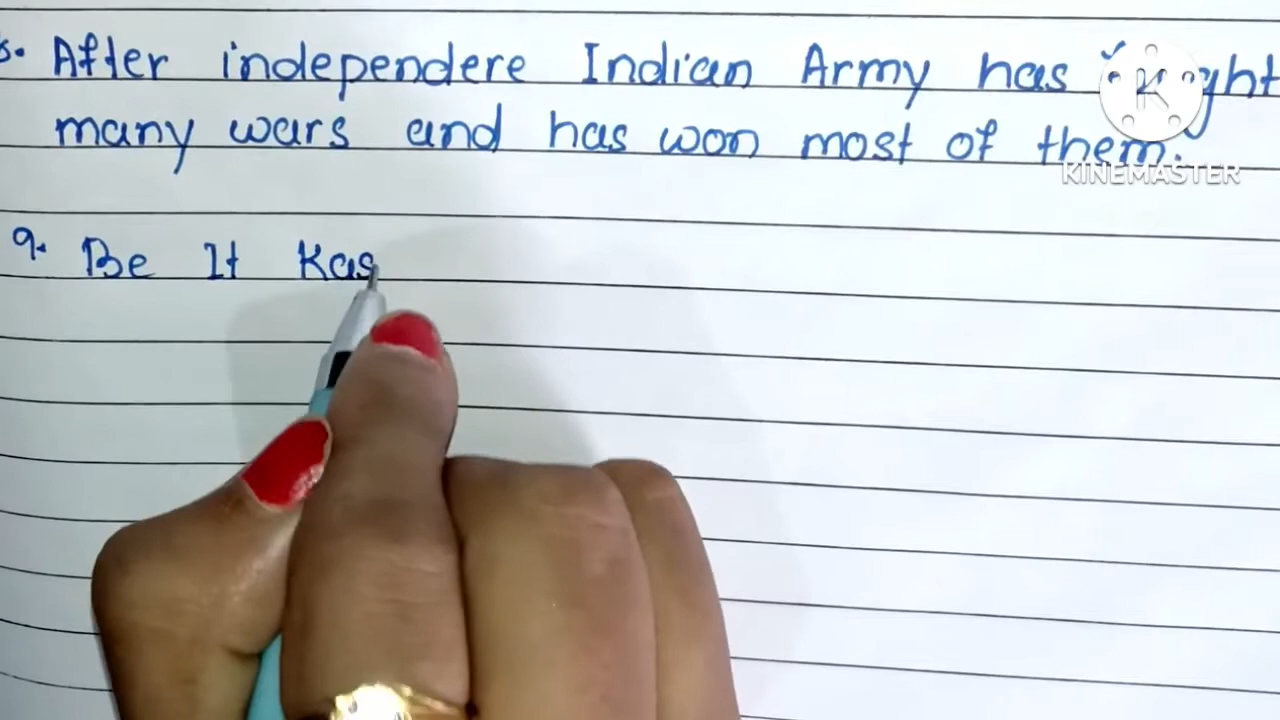 8. After independere Indian Army has
many wars and has won most of them.
KINEMASTER
9. Be It Kas